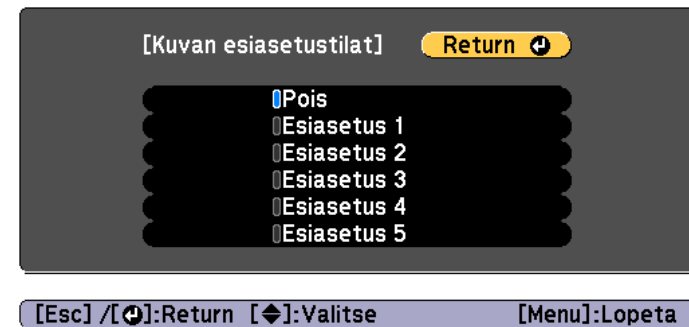 [Kuvan esiasetustilat] Return
Pois
Esiasetus 1
Esiasetus 2
Esiasetus 3
Esiasetus 4
Esiasetus 5
[Esc] /[⏎]:Return [◆]:Valitse [Menu]:Lopeta